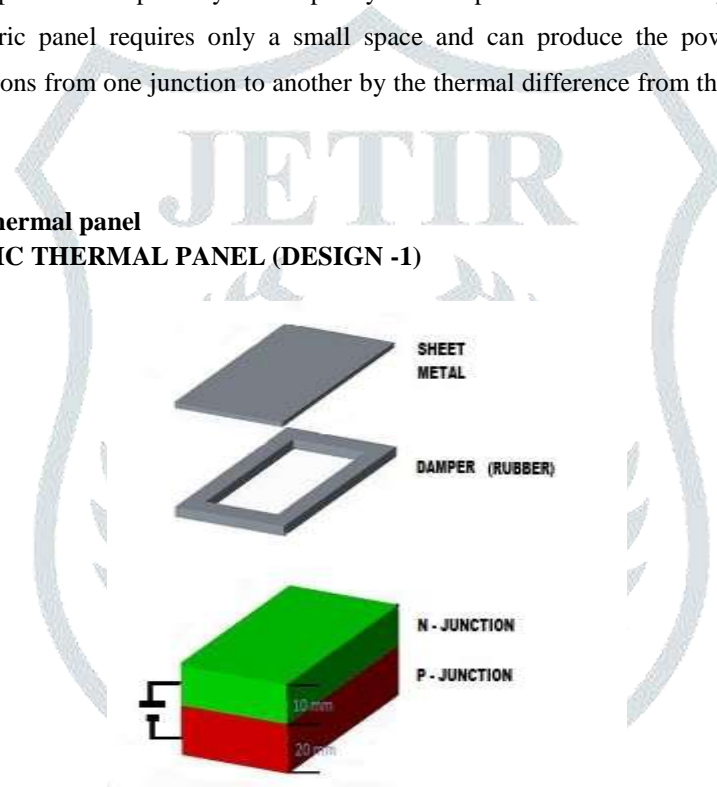 ric panel requires only a small space and can produce the pow
ons from one junction to another by the thermal difference from th
JETIR
hermal panel
IC THERMAL PANEL (DESIGN -1)
SHEET
METAL
DAMPER (RUBBER)
N - JUNCTION
P - JUNCTION
10 mm
20 mm